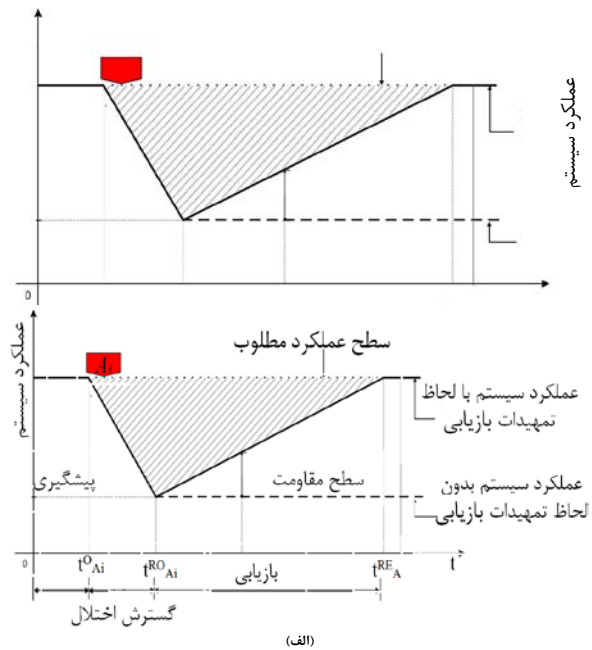 عملکرد سیستم
0
عملکرد سیستم
Ai
سطح عملکرد مطلوب
عملکرد سیستم با لحاظ
تمهیدات بازیابی
پیشگیری
سطح مقاومت
عملکرد سیستم بدون
لحاظ تمهیدات بازیابی
0
t^O_Ai
t^RO_Ai
بازیابی
t^RE_A
t
گسترش اختلال
(الف)